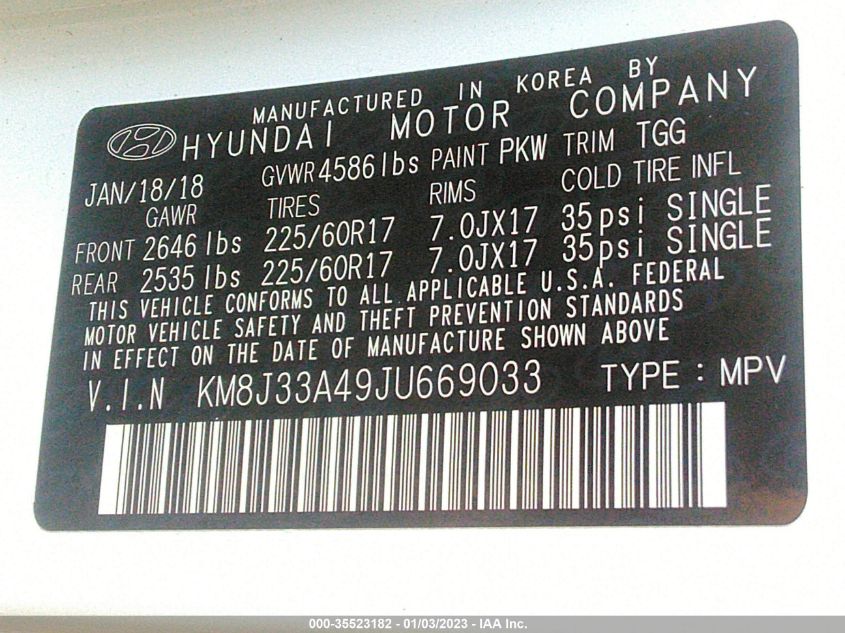 MANUFACTURED IN KOREA BY
HYUNDAI MOTOR COMPANY
JAN/18/18 GVWR 4586 lbs PAINT PKW TRIM TGG
GAWR TIRES RIMS COLD TIRE INFL
FRONT 2646 lbs 225/60R17 7.0JX17 35psi SINGLE
REAR 2535 lbs 225/60R17 7.0JX17 35psi SINGLE
THIS VEHICLE CONFORMS TO ALL APPLICABLE U.S.A. FEDERAL
MOTOR VEHICLE SAFETY AND THEFT PREVENTION STANDARDS
IN EFFECT ON THE DATE OF MANUFACTURE SHOWN ABOVE
V.I.N KM8J33A49JU669033 TYPE : MPV
000-35523182 - 01/03/2023 - IAA Inc.